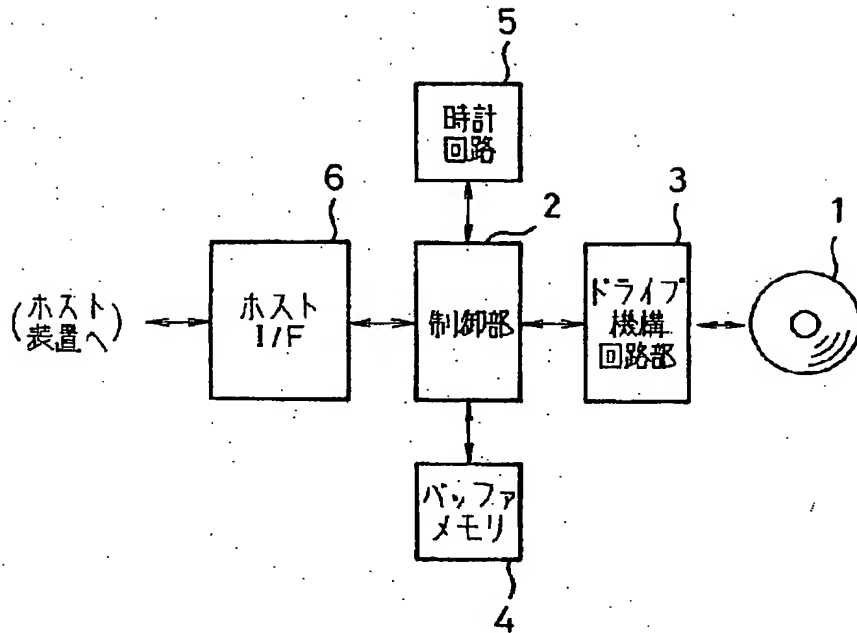 5
時計
回路
6
2
3
1
(ホスト
装置へ)
ホスト
I/F
制御部
ドライブ
機構
回路部
バッファ
メモリ
4